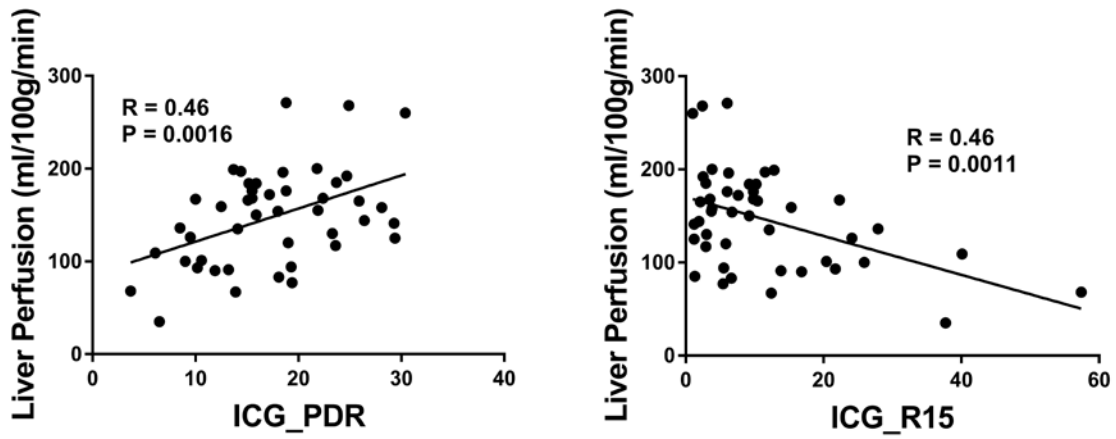 Liver Perfusion (ml/100g/min)
300
200
100
0
R = 0.46
P = 0.0016
0 10 20 30 40
ICG_PDR
Liver Perfusion (ml/100g/min)
300
200
100
0
R = 0.46
P = 0.0011
0 20 40 60
ICG_R15